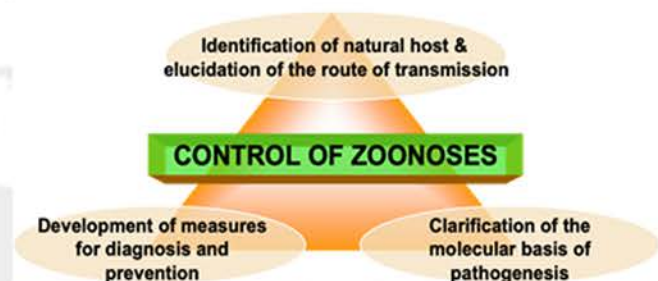 Identification of natural host &
elucidation of the route of transmission
CONTROL OF ZOONOSES
Development of measures
for diagnosis and
prevention
Clarification of the
molecular basis of
pathogenesis